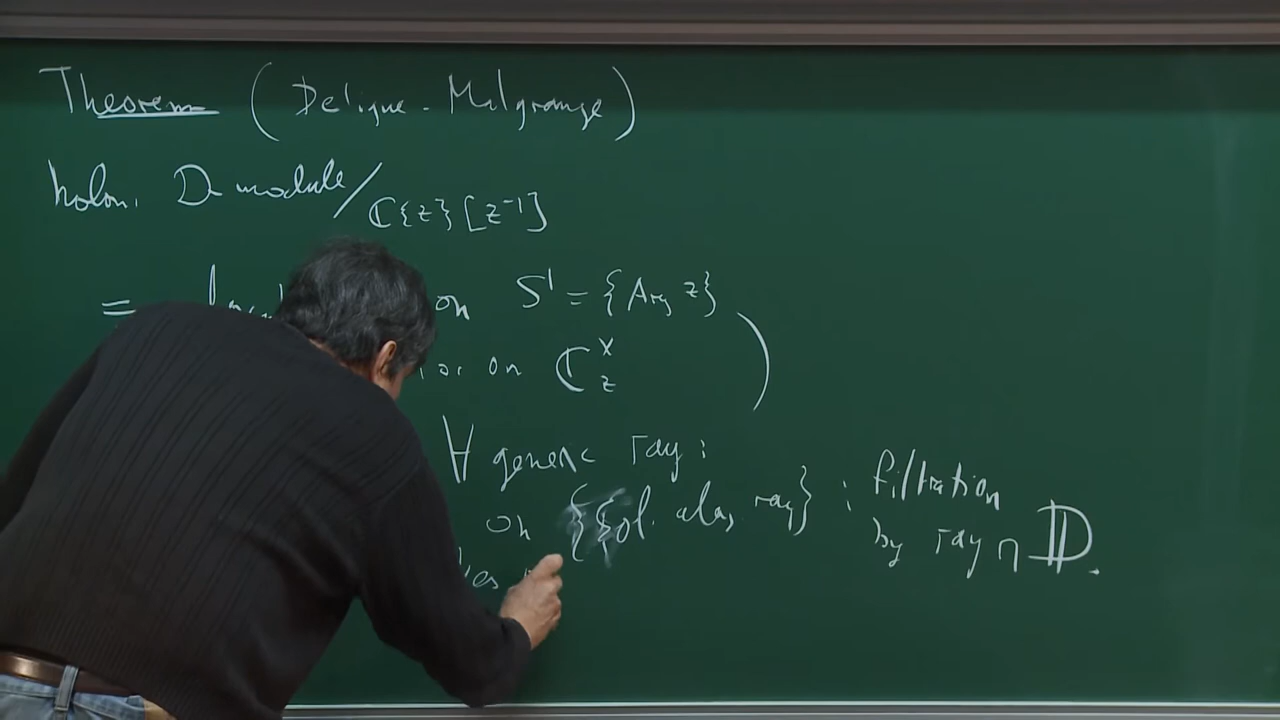 Theorem (Deligne - Malgrange)
holon. D-module / ℂ{z}[z⁻¹]
= on S¹ = {Arg z}
on ℂˣ_z )
∀ generic ray :
on {Sol. along ray} : filtration
by ray ∩ 𝔻.